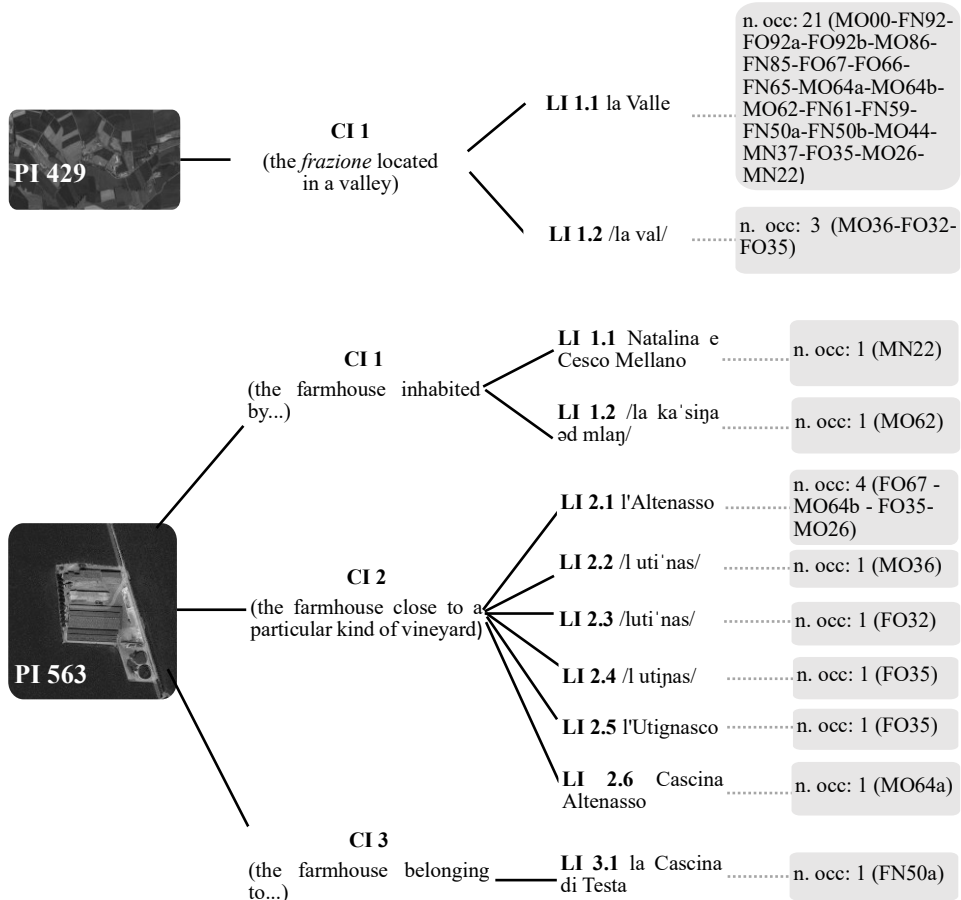 PI 429
CI 1
(the frazione located
in a valley)
LI 1.1 la Valle
n. occ: 21 (MO00-FN92-
FO92a-FO92b-MO86-
FN85-FO67-FO66-
FN65-MO64a-MO64b-
MO62-FN61-FN59-
FN50a-FN50b-MO44-
MN37-FO35-MO26-
MN22)
LI 1.2 /la val/
n. occ: 3 (MO36-FO32-
FO35)
PI 563
CI 1
(the farmhouse inhabited
by...)
LI 1.1 Natalina e
Cesco Mellano
n. occ: 1 (MN22)
LI 1.2 /la kaˈsiŋa
əd mlaŋ/
n. occ: 1 (MO62)
CI 2
(the farmhouse close to a
particular kind of vineyard)
LI 2.1 l'Altenasso
n. occ: 4 (FO67 -
MO64b - FO35-
MO26)
LI 2.2 /l utiˈnas/
n. occ: 1 (MO36)
LI 2.3 /lutiˈnas/
n. occ: 1 (FO32)
LI 2.4 /l utiɲas/
n. occ: 1 (FO35)
LI 2.5 l'Utignasco
n. occ: 1 (FO35)
LI 2.6 Cascina
Altenasso
n. occ: 1 (MO64a)
CI 3
(the farmhouse belonging
to...)
LI 3.1 la Cascina
di Testa
n. occ: 1 (FN50a)